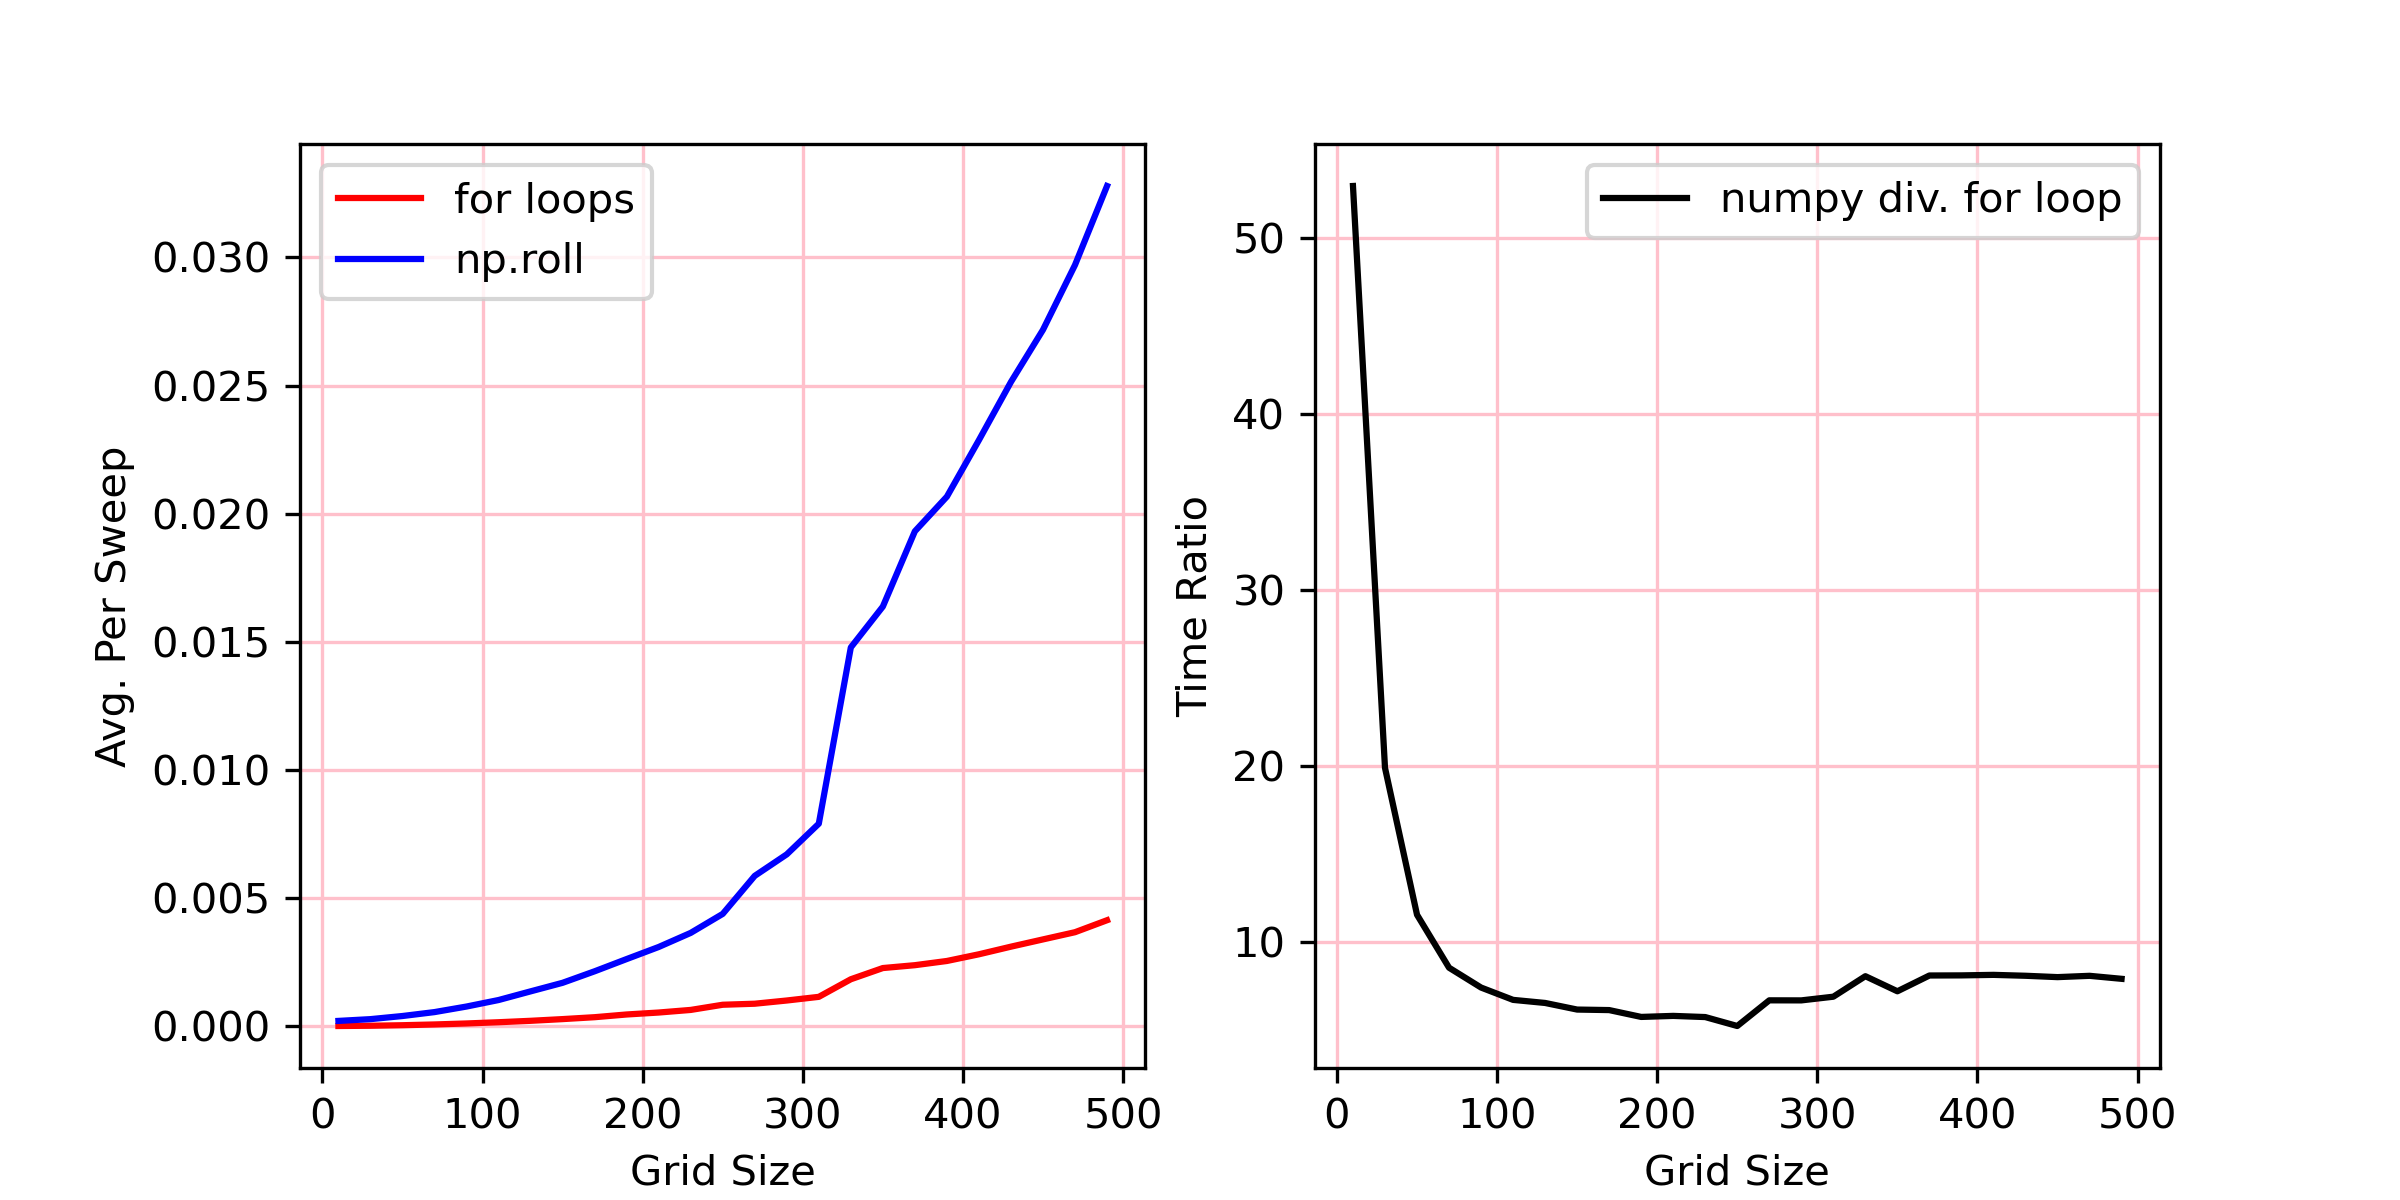 for loops
np.roll
0.030
0.025
0.020
0.015
0.010
0.005
0.000
Avg. Per Sweep
0 100 200 300 400 500
Grid Size
numpy div. for loop
50
40
30
20
10
Time Ratio
0 100 200 300 400 500
Grid Size